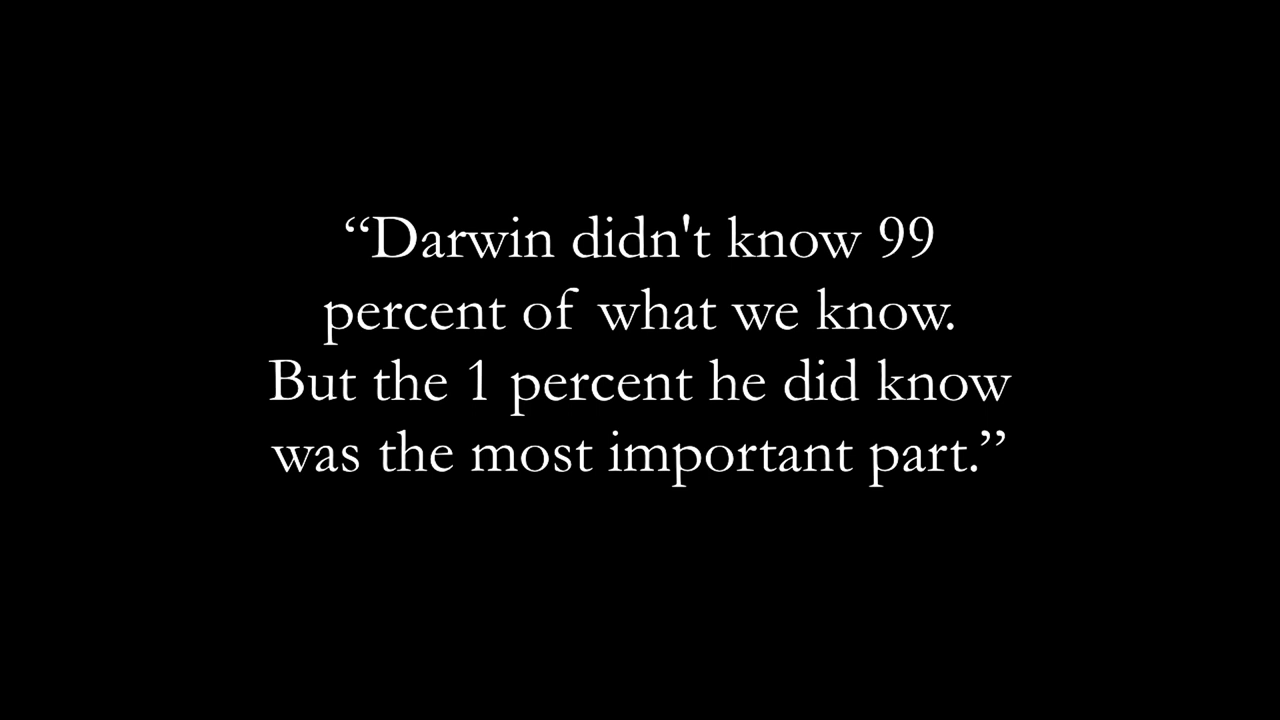 “Darwin didn't know 99
percent of what we know.
But the 1 percent he did know
was the most important part.”